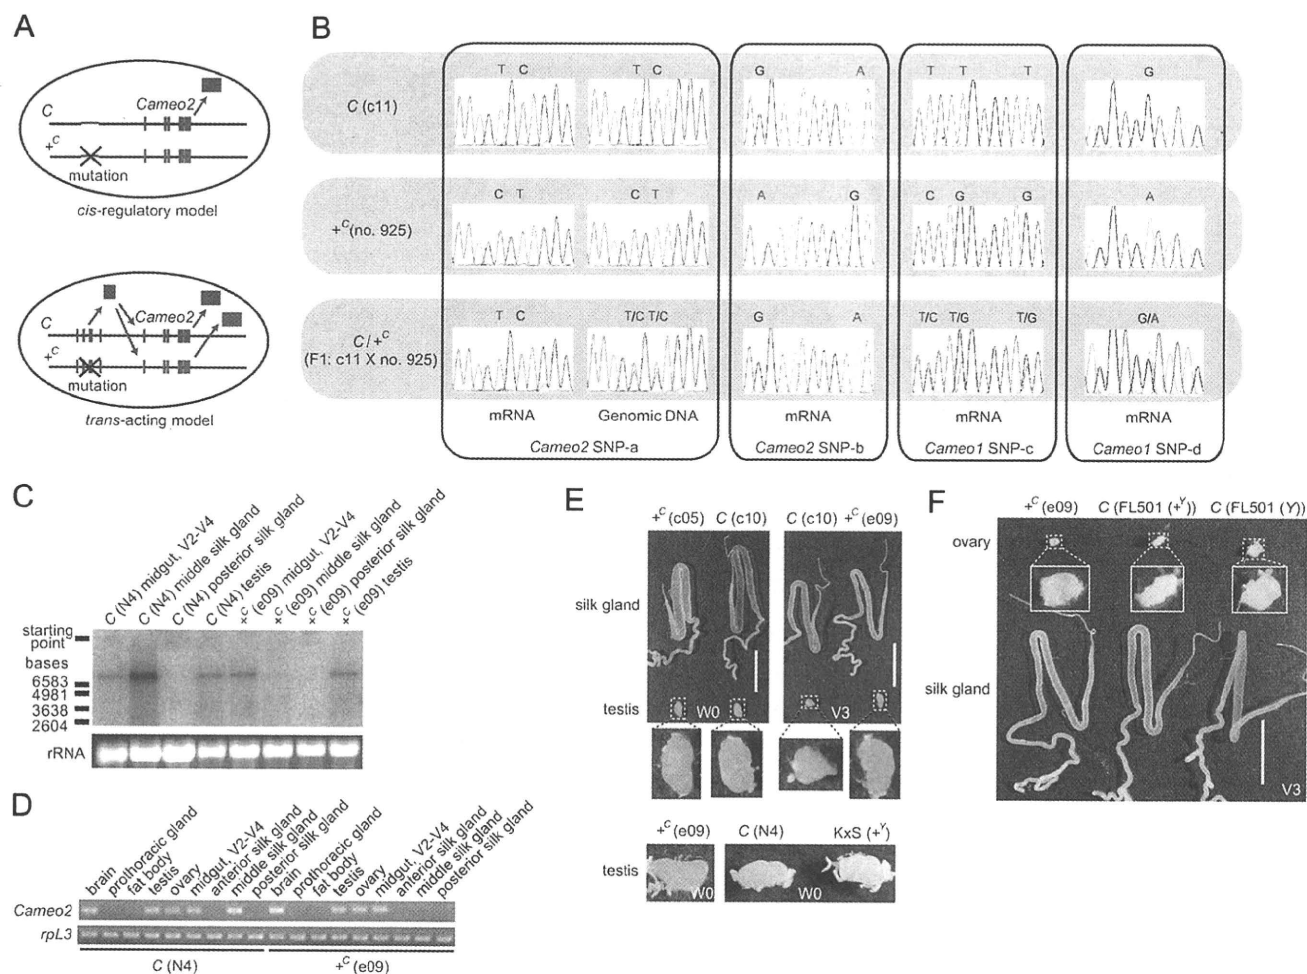 A
C
Cameo2
+C
mutation
cis-regulatory model
C
Cameo2
+C
mutation
trans-acting model
B
C (c11)
T C
T C
G A
T T T
G
+C (no. 925)
C T
C T
A G
C G G
A
C / +C
(F1: c11 X no. 925)
T C
T/C T/C
G A
T/C T/G T/G
G/A
mRNA
Genomic DNA
mRNA
mRNA
mRNA
Cameo2 SNP-a
Cameo2 SNP-b
Cameo1 SNP-c
Cameo1 SNP-d
C
C (N4) midgut, V2-V4
C (N4) middle silk gland
C (N4) posterior silk gland
C (N4) testis
+C (e09) midgut, V2-V4
+C (e09) middle silk gland
+C (e09) posterior silk gland
+C (e09) testis
starting
point
bases
6583
4981
3638
2604
rRNA
D
brain
prothoracic gland
fat body
testis
ovary
midgut, V2-V4
anterior silk gland
middle silk gland
posterior silk gland
brain
prothoracic gland
fat body
testis
ovary
midgut, V2-V4
anterior silk gland
middle silk gland
posterior silk gland
Cameo2
rpL3
C (N4)
+C (e09)
E
+C (c05) C (c10)
C (c10) +C (e09)
silk gland
testis
W0
V3
+C (e09)
C (N4)
KxS (+Y)
testis
W0
W0
F
+C (e09)
C (FL501 (+Y))
C (FL501 (Y))
ovary
silk gland
V3